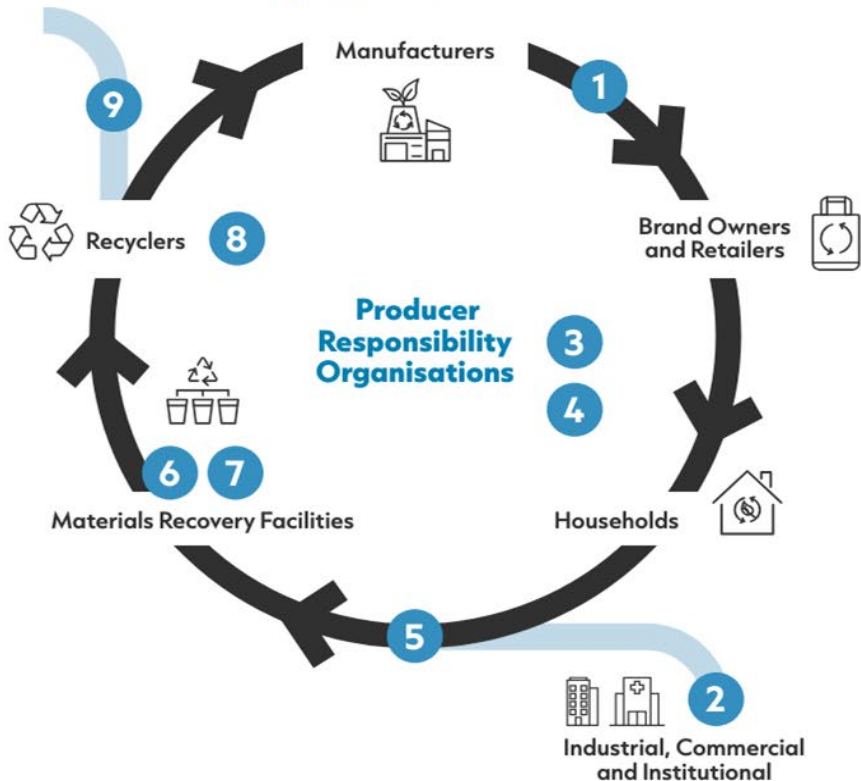 Manufacturers
1
9
Brand Owners
and Retailers
Recyclers
8
Producer
Responsibility
Organisations
3
4
6
7
Materials Recovery Facilities
Households
5
2
Industrial, Commercial
and Institutional